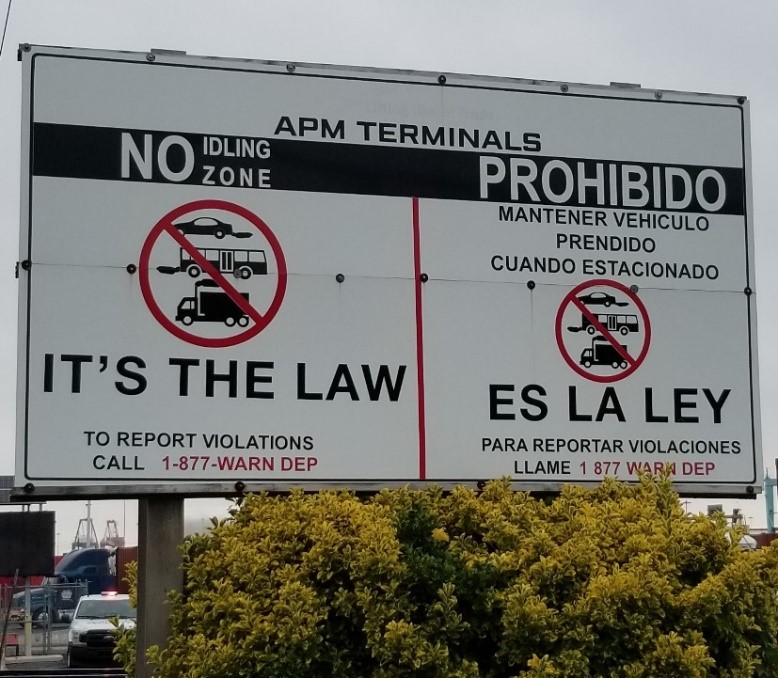 APM TERMINALS
NO IDLING ZONE
IT'S THE LAW
TO REPORT VIOLATIONS
CALL 1-877-WARN DEP
PROHIBIDO
MANTENER VEHICULO
PRENDIDO
CUANDO ESTACIONADO
ES LA LEY
PARA REPORTAR VIOLACIONES
LLAME 1 877 WARN DEP